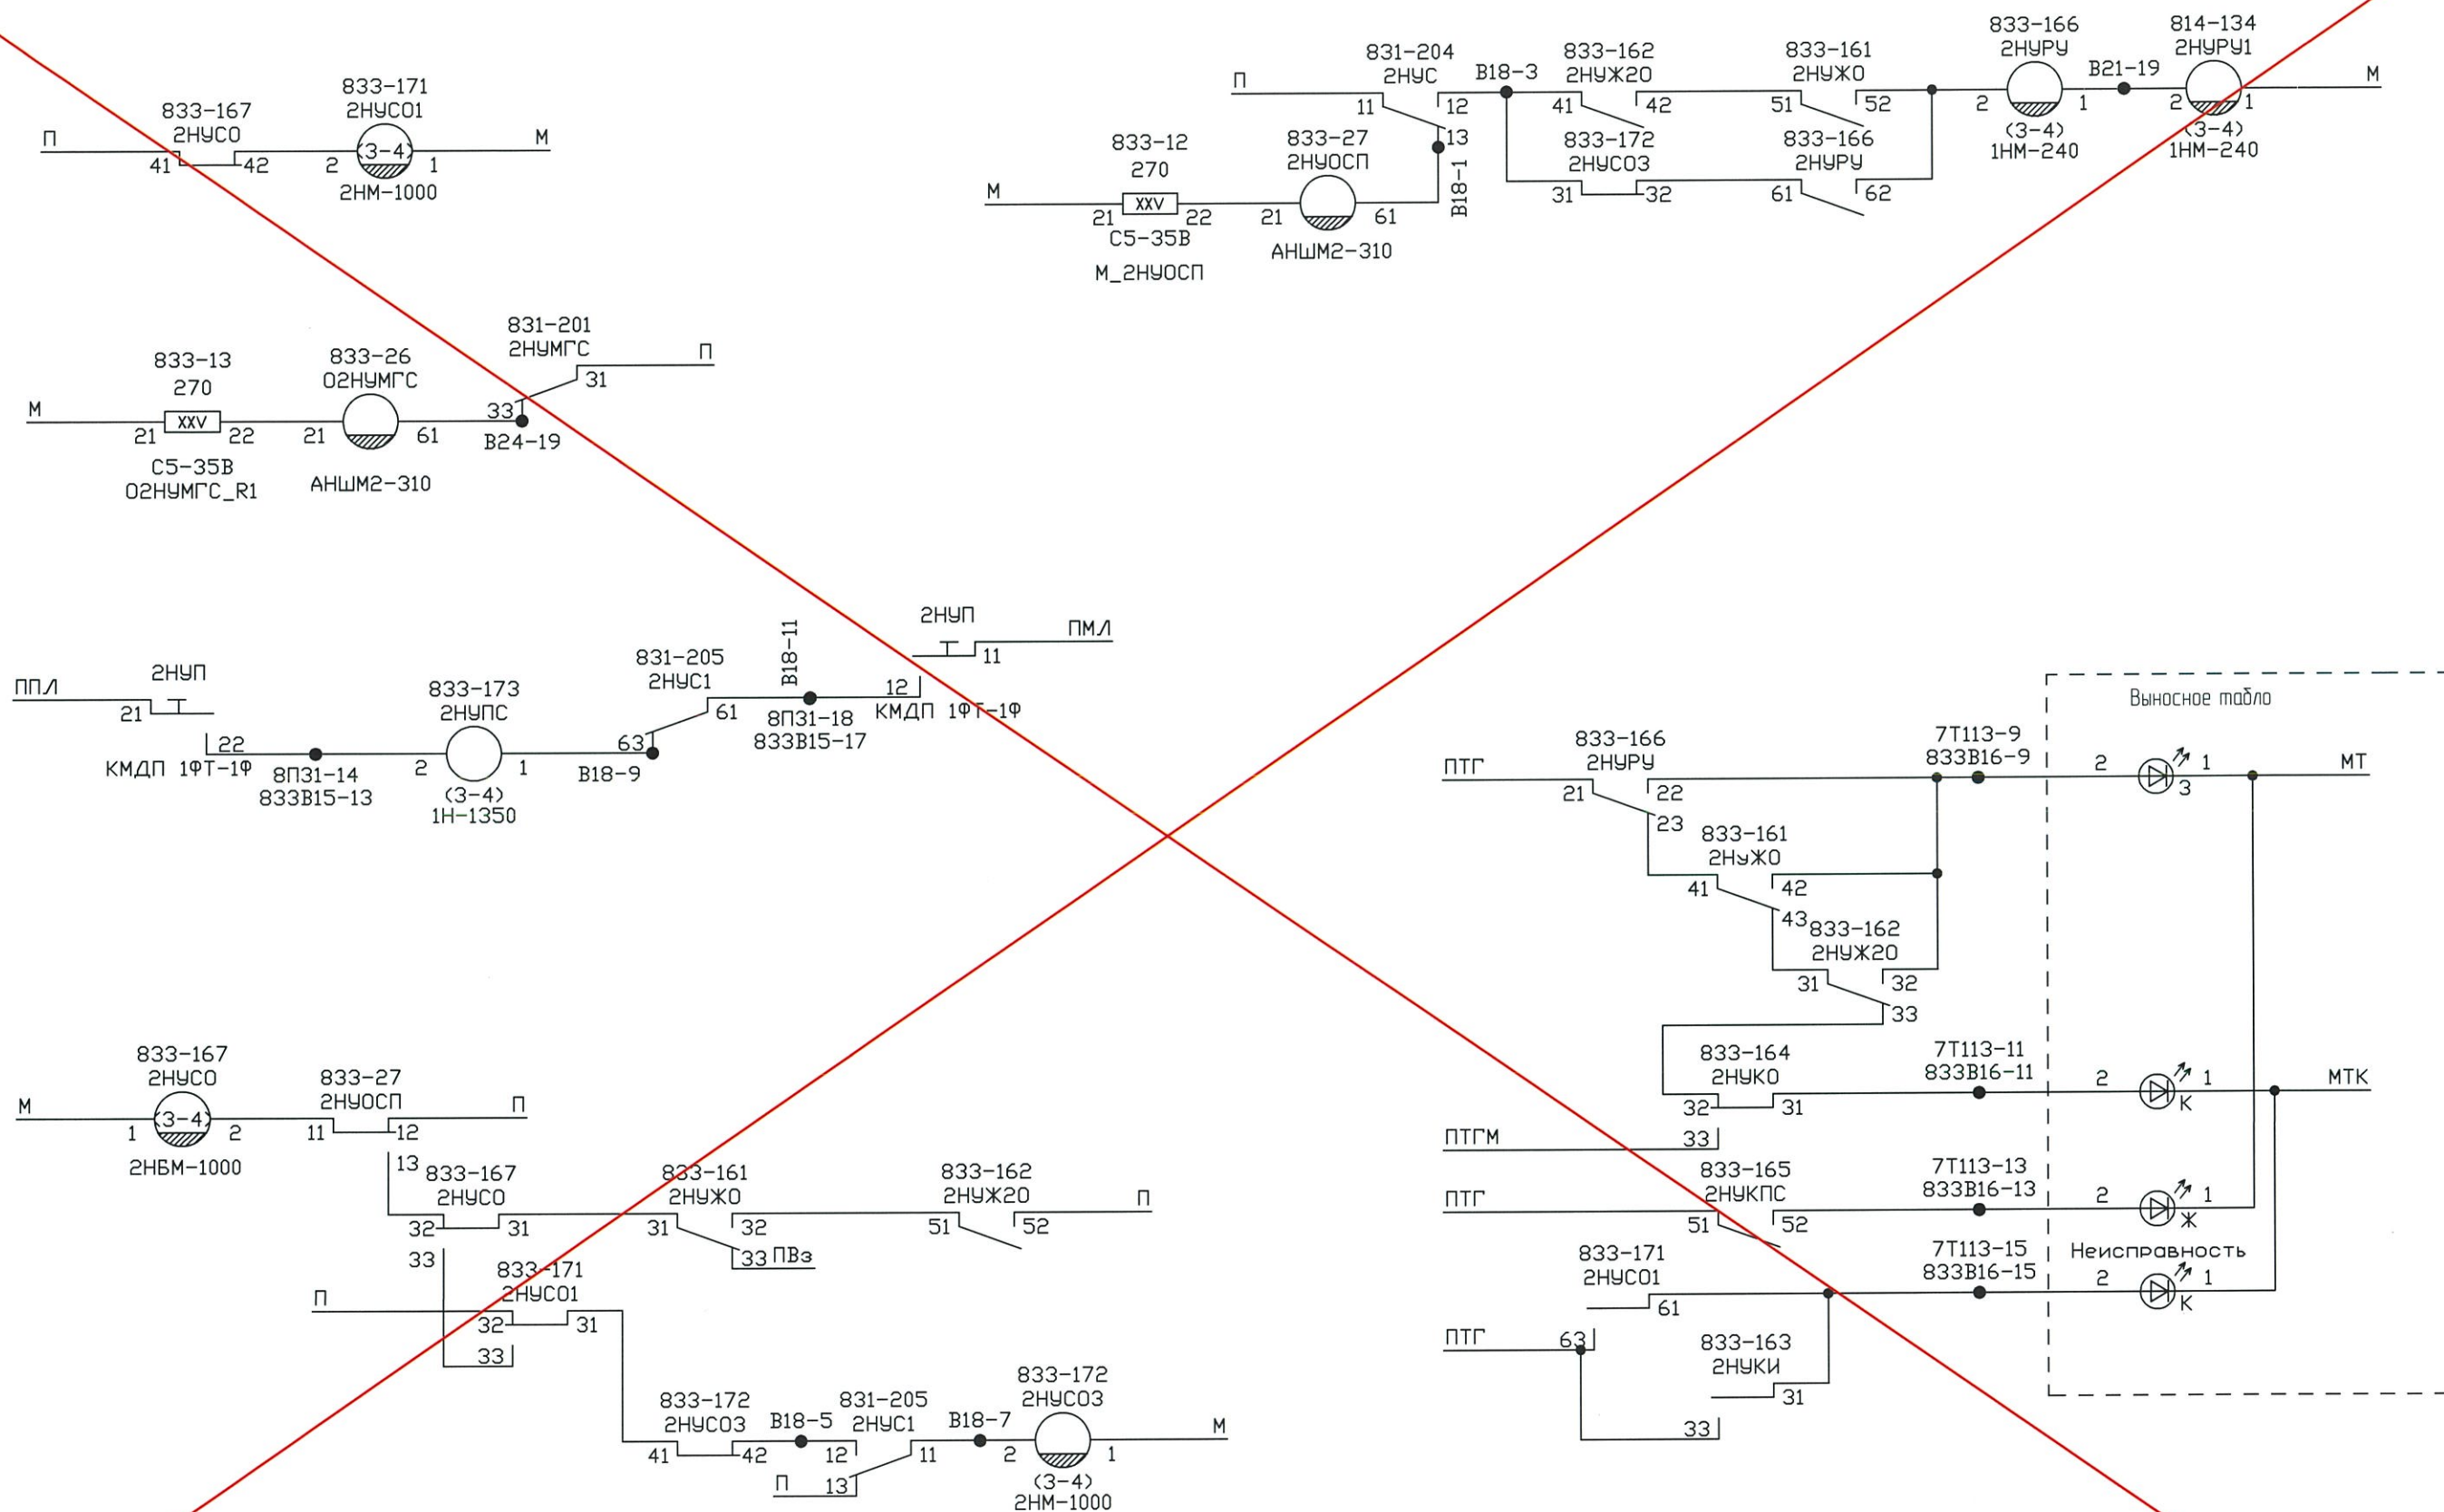 833-171
2НУСО1
833-167
2НУСО
П
М
41
42
2
(3-4)
1
2НМ-1000
831-204
2НУС
В18-3
833-162
2НУЖ2О
833-161
2НУЖО
833-166
2НУРУ
В21-19
814-134
2НУРУ1
П
М
11
12
13
41
42
51
52
2
1
2
1
(3-4)
1НМ-240
(3-4)
1НМ-240
833-172
2НУСО3
833-166
2НУРУ
31
32
61
62
В18-1
833-12
270
833-27
2НУОСП
М
21
XXV
22
21
61
С5-35В
М_2НУОСП
АНШМ2-310
831-201
2НУМГС
П
31
33
В24-19
833-13
270
833-26
О2НУМГС
М
21
XXV
22
21
61
С5-35В
О2НУМГС_R1
АНШМ2-310
2НУП
ПМЛ
11
12
КМДП 1ФТ-1Ф
В18-11
8П31-18
833В15-17
831-205
2НУС1
61
63
В18-9
833-173
2НУПС
2
1
(3-4)
1Н-1350
2НУП
ППЛ
21
22
КМДП 1ФТ-1Ф
8П31-14
833В15-13
833-167
2НУСО
833-27
2НУОСП
М
П
1
(3-4)
2
11
12
13
2НБМ-1000
833-167
2НУСО
833-161
2НУЖО
833-162
2НУЖ2О
П
32
31
33
31
32
33
ПВз
51
52
833-171
2НУСО1
П
32
31
33
833-172
2НУСО3
В18-5
831-205
2НУС1
В18-7
833-172
2НУСО3
М
41
42
12
11
П
13
2
1
(3-4)
2НМ-1000
Выносное табло
833-166
2НУРУ
7Т113-9
833В16-9
ПТГ
21
22
23
2
1
З
МТ
833-161
2НУЖО
41
42
43
833-162
2НУЖ2О
31
32
33
833-164
2НУКО
7Т113-11
833В16-11
32
31
2
1
К
МТК
ПТГМ
33
833-165
2НУКПС
7Т113-13
833В16-13
ПТГ
51
52
2
1
Ж
833-171
2НУСО1
7Т113-15
833В16-15
Неисправность
61
2
1
К
ПТГ
63
833-163
2НУКИ
31
33